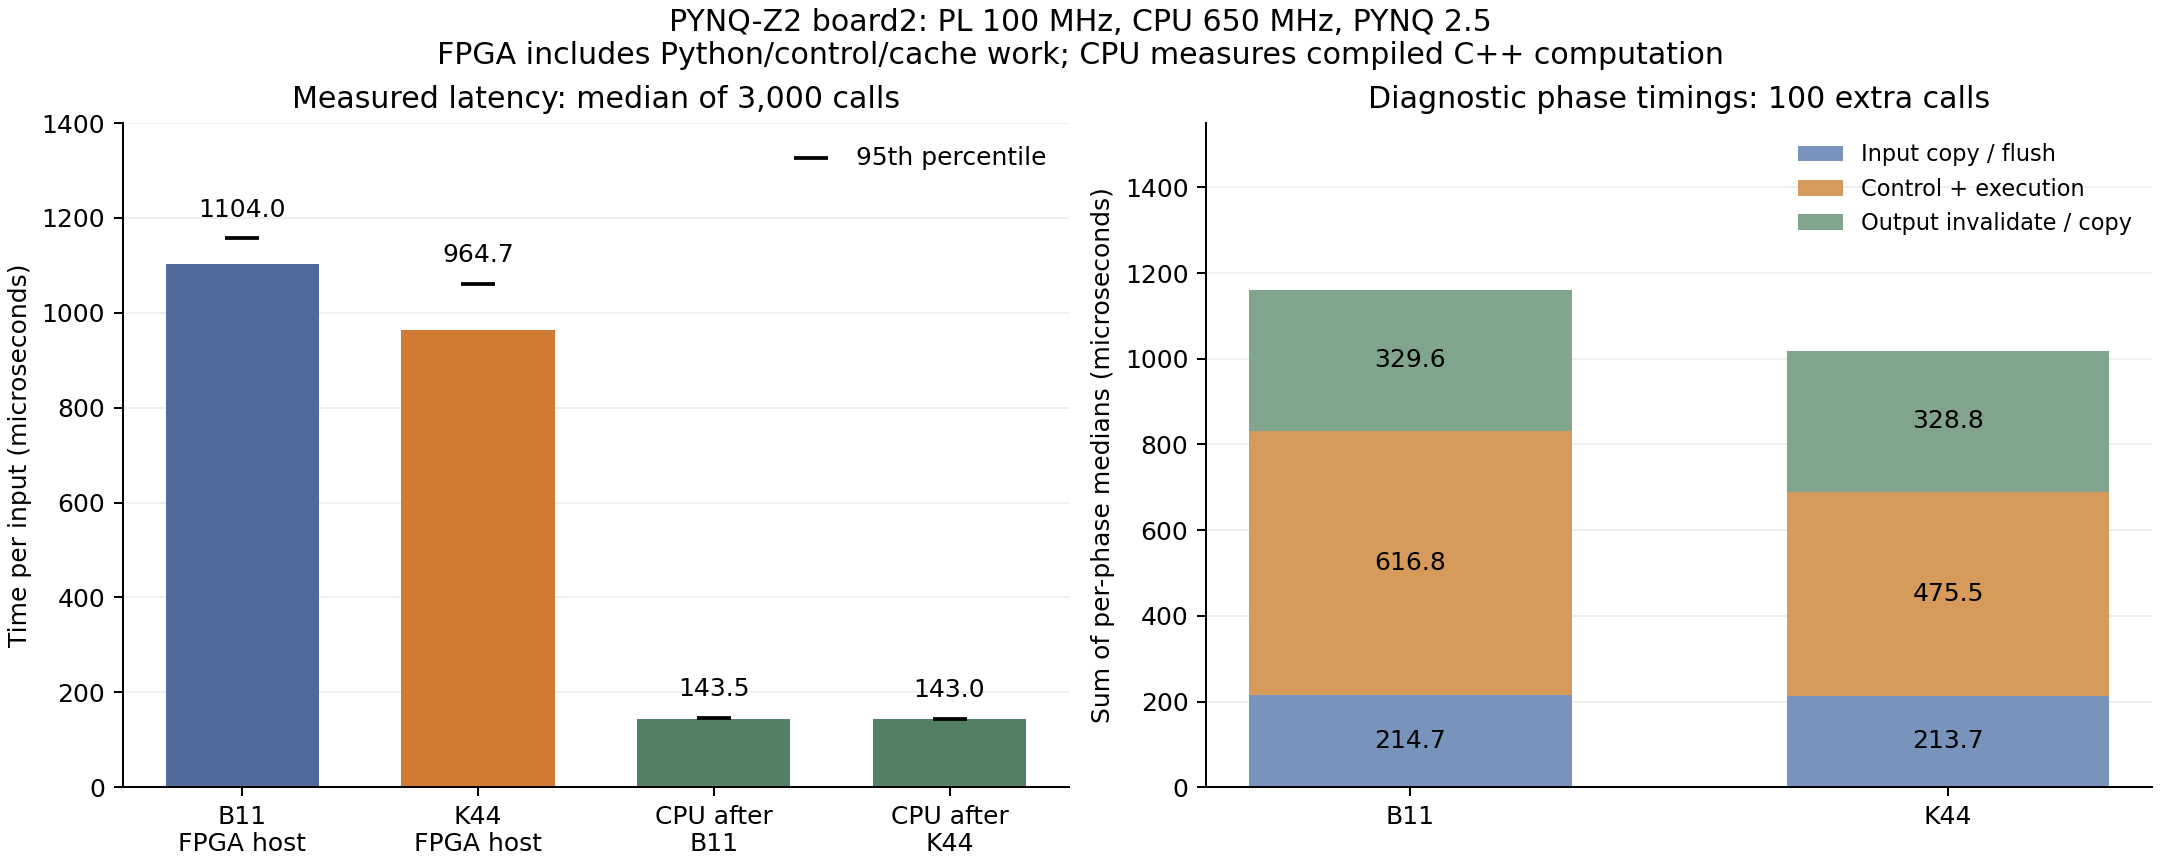 PYNQ-Z2 board2: PL 100 MHz, CPU 650 MHz, PYNQ 2.5
FPGA includes Python/control/cache work; CPU measures compiled C++ computation
Measured latency: median of 3,000 calls
Time per input (microseconds)
1400
1200
1000
800
600
400
200
0
95th percentile
1104.0
964.7
143.5
143.0
B11
FPGA host
K44
FPGA host
CPU after
B11
CPU after
K44
Diagnostic phase timings: 100 extra calls
Sum of per-phase medians (microseconds)
1400
1200
1000
800
600
400
200
0
Input copy / flush
Control + execution
Output invalidate / copy
329.6
616.8
214.7
328.8
475.5
213.7
B11
K44